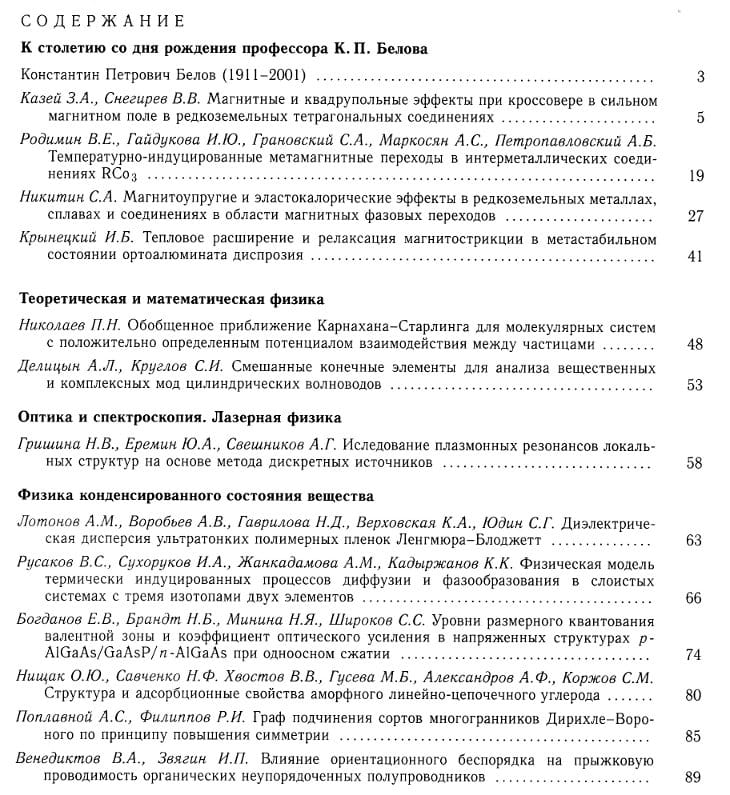 СОДЕРЖАНИЕ
К столетию со дня рождения профессора К. П. Белова
Константин Петрович Белов (1911–2001) 3
Казей З.А., Снегирев В.В. Магнитные и квадрупольные эффекты при кроссовере в сильном
магнитном поле в редкоземельных тетрагональных соединениях 5
Родимин В.Е., Гайдукова И.Ю., Грановский С.А., Маркосян А.С., Петропавловский А.Б.
Температурно-индуцированные метамагнитные переходы в интерметаллических соеди-
нениях RCo3 19
Никитин С.А. Магнитоупругие и эластокалорические эффекты в редкоземельных металлах,
сплавах и соединениях в области магнитных фазовых переходов 27
Крынецкий И.Б. Тепловое расширение и релаксация магнитострикции в метастабильном
состоянии ортоалюмината диспрозия 41
Теоретическая и математическая физика
Николаев П.Н. Обобщенное приближение Карнахана–Старлинга для молекулярных систем
с положительно определенным потенциалом взаимодействия между частицами 48
Делицын А.Л., Круглов С.И. Смешанные конечные элементы для анализа вещественных
и комплексных мод цилиндрических волноводов 53
Оптика и спектроскопия. Лазерная физика
Гришина Н.В., Еремин Ю.А., Свешников А.Г. Иследование плазмонных резонансов локаль-
ных структур на основе метода дискретных источников 58
Физика конденсированного состояния вещества
Лотонов А.М., Воробьев А.В., Гаврилова Н.Д., Верховская К.А., Юдин С.Г. Диэлектриче-
ская дисперсия ультратонких полимерных пленок Ленгмюра–Блоджетт 63
Русаков В.С., Сухоруков И.А., Жанкадамова А.М., Кадыржанов К.К. Физическая модель
термически индуцированных процессов диффузии и фазообразования в слоистых
системах с тремя изотопами двух элементов 66
Богданов Е.В., Брандт Н.Б., Минина Н.Я., Широков С.С. Уровни размерного квантования
валентной зоны и коэффициент оптического усиления в напряженных структурах p-
AlGaAs/GaAsP/n-AlGaAs при одноосном сжатии 74
Нищак О.Ю., Савченко Н.Ф. Хвостов В.В., Гусева М.Б., Александров А.Ф., Коржов С.М.
Структура и адсорбционные свойства аморфного линейно-цепочечного углерода 80
Поплавной А.С., Филиппов Р.И. Граф подчинения сортов многогранников Дирихле–Воро-
ного по принципу повышения симметрии 85
Венедиктов В.А., Звягин И.П. Влияние ориентационного беспорядка на прыжковую
проводимость органических неупорядоченных полупроводников 89